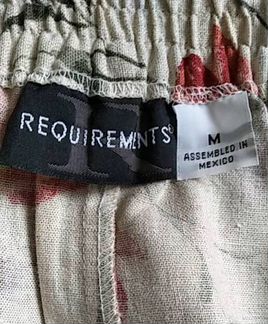 REQUIREMENTS®
M
ASSEMBLED IN
MEXICO